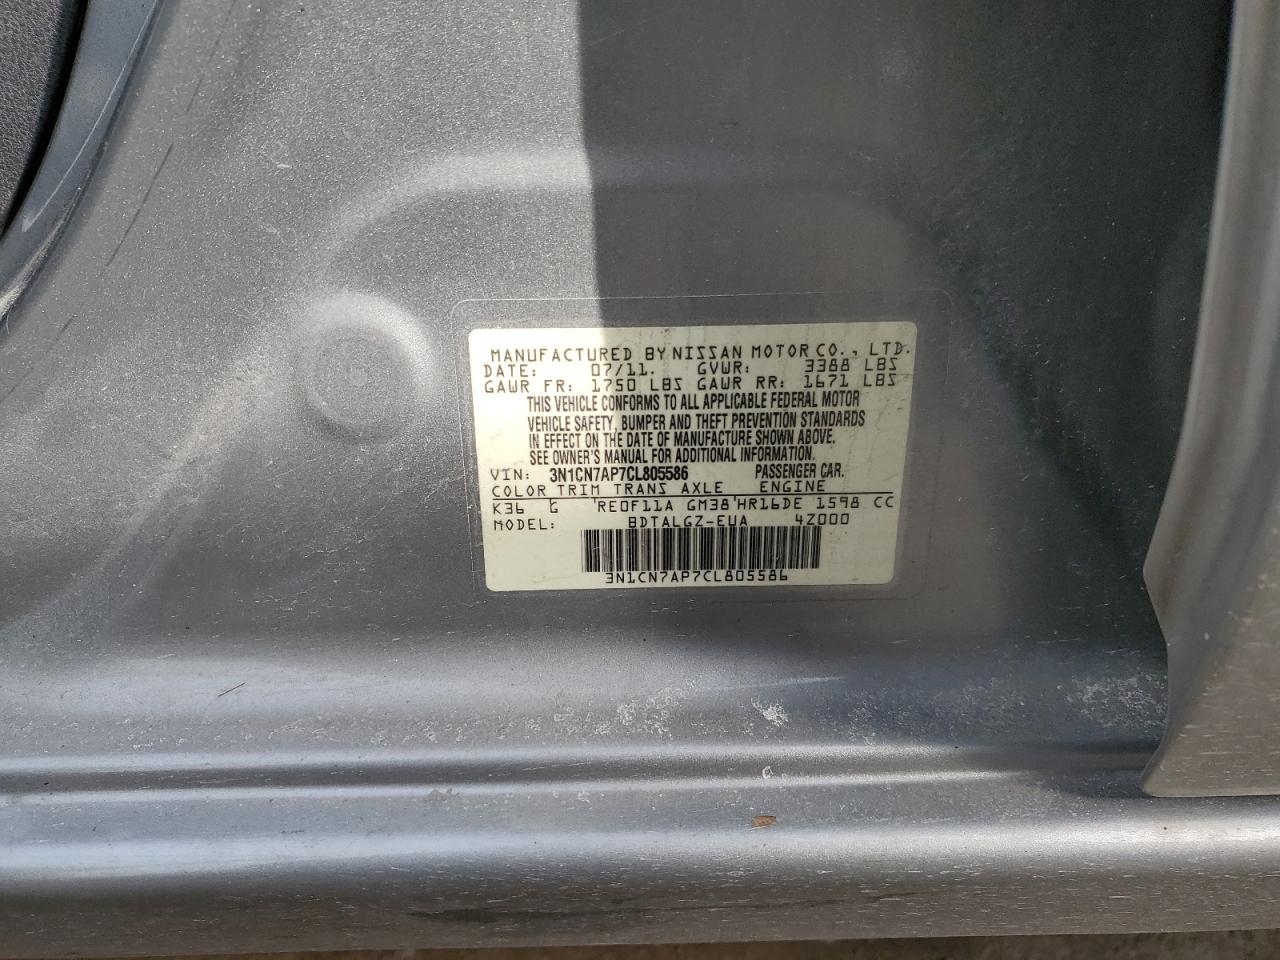 MANUFACTURED BY NISSAN MOTOR CO., LTD.
DATE: 07/11. GVWR: 3388 LBS
GAWR FR: 1750 LBS GAWR RR: 1671 LBS
THIS VEHICLE CONFORMS TO ALL APPLICABLE FEDERAL MOTOR
VEHICLE SAFETY, BUMPER AND THEFT PREVENTION STANDARDS
IN EFFECT ON THE DATE OF MANUFACTURE SHOWN ABOVE.
SEE OWNER'S MANUAL FOR ADDITIONAL INFORMATION.
VIN: 3N1CN7AP7CL805586 PASSENGER CAR.
COLOR TRIM TRANS AXLE ENGINE
K36 G 'RE0F11A GM38'HR16DE 1598 CC
MODEL: BDTALGZ-EUA 4Z000
3N1CN7AP7CL805586